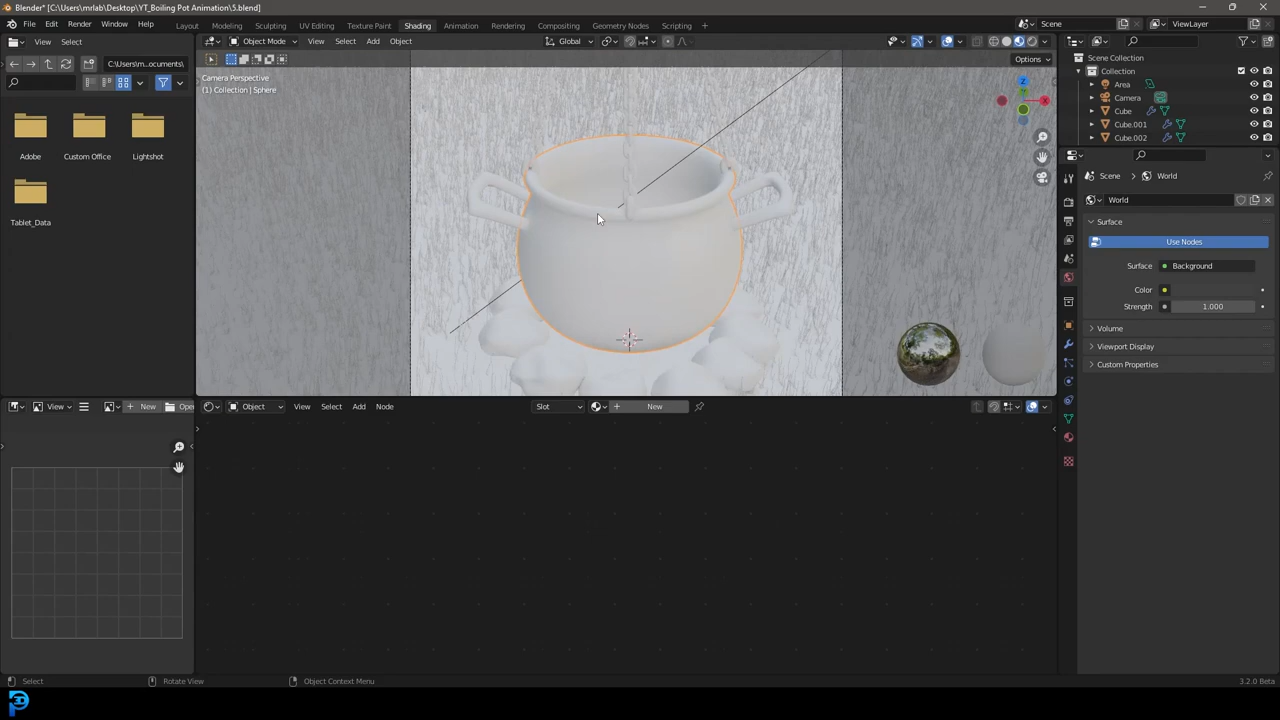 Blender* [C:\Users\mrlab\Desktop\YT_Boiling Pot Animation\5.blend]
File Edit Render Window Help Layout Modeling Sculpting UV Editing Texture Paint Shading Animation Rendering Compositing Geometry Nodes Scripting + Scene ViewLayer
View Select Object Mode View Select Add Object Global
C:\Users\m...ocuments\ Options
Scene Collection
Collection
Area
Camera
Cube
Cube.001
Cube.002
Camera Perspective
(1) Collection | Sphere
X
Z
Adobe Custom Office Lightshot
Tablet_Data
Scene > World
World
Surface
Use Nodes
Surface Background
Color
Strength 1.000
Volume
Viewport Display
Custom Properties
View New Open Object View Select Add Node Slot New
Select Rotate View Object Context Menu 3.2.0 Beta